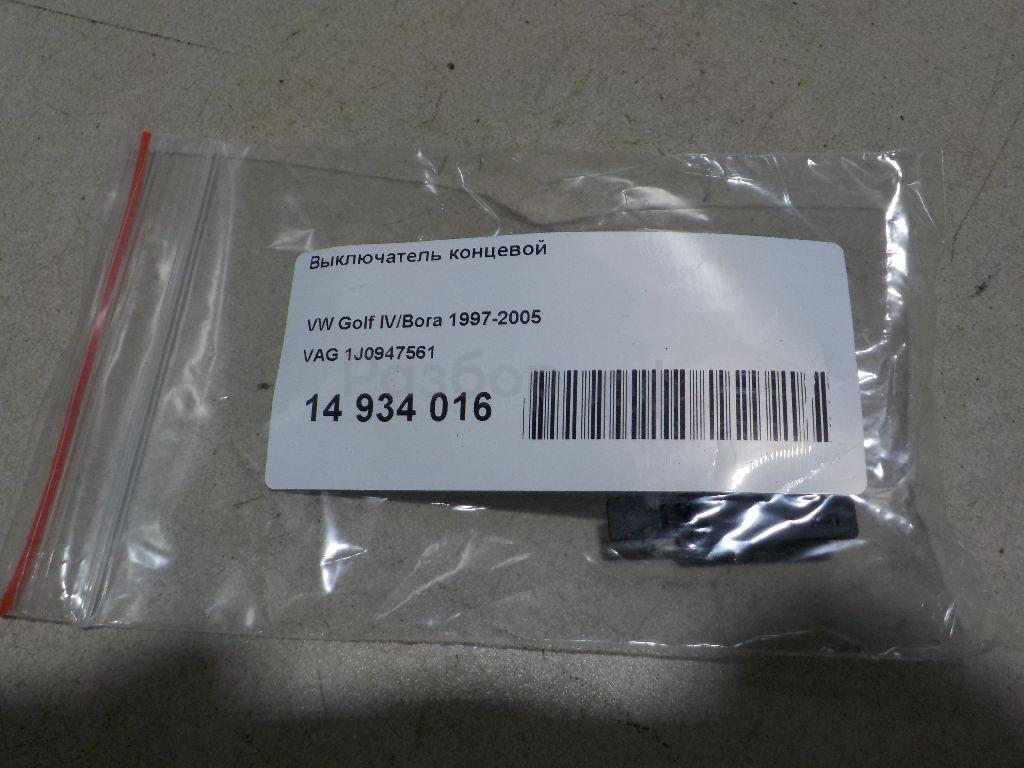 Выключатель концевой
VW Golf IV/Bora 1997-2005
VAG 1J0947561
14 934 016